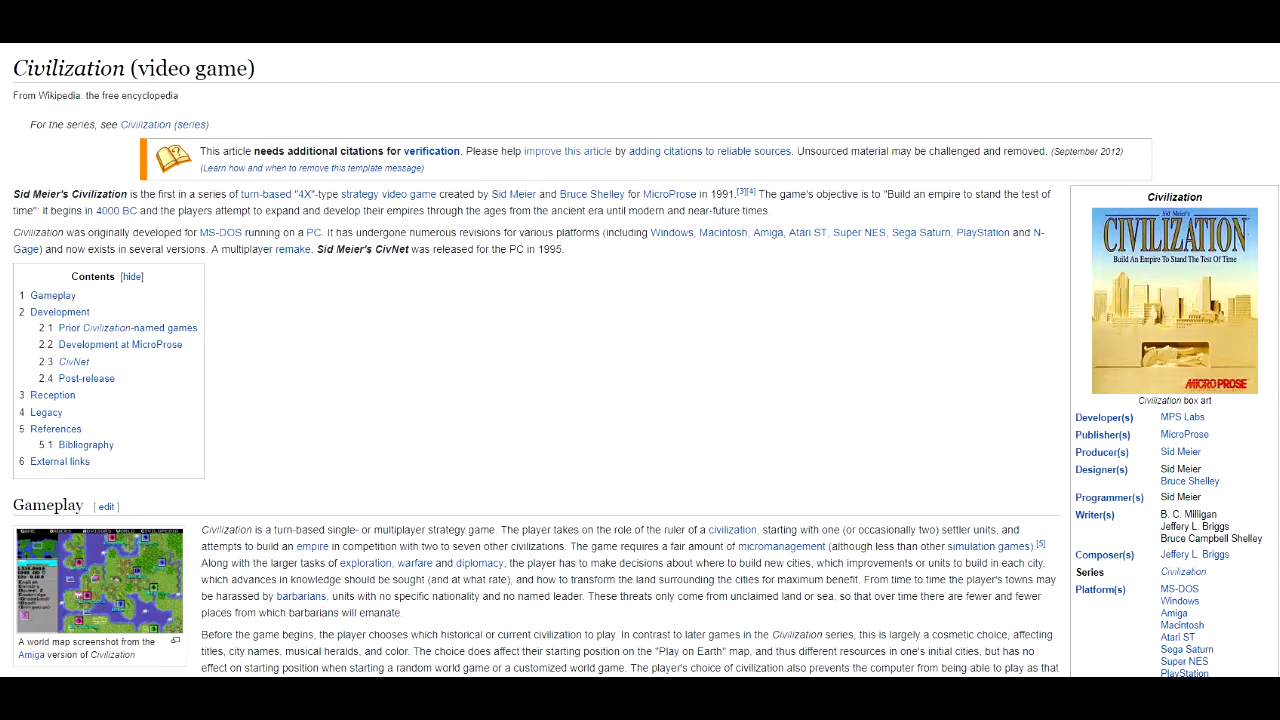 Civilization (video game)
From Wikipedia, the free encyclopedia
For the series, see Civilization (series).
This article needs additional citations for verification. Please help improve this article by adding citations to reliable sources. Unsourced material may be challenged and removed. (September 2012)
(Learn how and when to remove this template message)
Sid Meier's Civilization is the first in a series of turn-based "4X"-type strategy video game created by Sid Meier and Bruce Shelley for MicroProse in 1991.[3][4] The game's objective is to "Build an empire to stand the test of
time": it begins in 4000 BC and the players attempt to expand and develop their empires through the ages from the ancient era until modern and near-future times.
Civilization was originally developed for MS-DOS running on a PC. It has undergone numerous revisions for various platforms (including Windows, Macintosh, Amiga, Atari ST, Super NES, Sega Saturn, PlayStation and N-
Gage) and now exists in several versions. A multiplayer remake, Sid Meier's CivNet was released for the PC in 1995.
Contents [hide]
1 Gameplay
2 Development
2.1 Prior Civilization-named games
2.2 Development at MicroProse
2.3 CivNet
2.4 Post-release
3 Reception
4 Legacy
5 References
5.1 Bibliography
6 External links
Gameplay [ edit ]
A world map screenshot from the
Amiga version of Civilization
Civilization is a turn-based single- or multiplayer strategy game. The player takes on the role of the ruler of a civilization, starting with one (or occasionally two) settler units, and
attempts to build an empire in competition with two to seven other civilizations. The game requires a fair amount of micromanagement (although less than other simulation games).[5]
Along with the larger tasks of exploration, warfare and diplomacy, the player has to make decisions about where to build new cities, which improvements or units to build in each city,
which advances in knowledge should be sought (and at what rate), and how to transform the land surrounding the cities for maximum benefit. From time to time the player's towns may
be harassed by barbarians, units with no specific nationality and no named leader. These threats only come from unclaimed land or sea, so that over time there are fewer and fewer
places from which barbarians will emanate.
Before the game begins, the player chooses which historical or current civilization to play. In contrast to later games in the Civilization series, this is largely a cosmetic choice, affecting
titles, city names, musical heralds, and color. The choice does affect their starting position on the "Play on Earth" map, and thus different resources in one's initial cities, but has no
effect on starting position when starting a random world game or a customized world game. The player's choice of civilization also prevents the computer from being able to play as that
Civilization
Sid Meier's
CIVILIZATION
Build An Empire To Stand The Test Of Time
MICRO PROSE
Civilization box art
Developer(s) MPS Labs
Publisher(s) MicroProse
Producer(s) Sid Meier
Designer(s) Sid Meier
Bruce Shelley
Programmer(s) Sid Meier
Writer(s) B. C. Milligan
Jeffery L. Briggs
Bruce Campbell Shelley
Composer(s) Jeffery L. Briggs
Series Civilization
Platform(s) MS-DOS
Windows
Amiga
Macintosh
Atari ST
Sega Saturn
Super NES
PlayStation